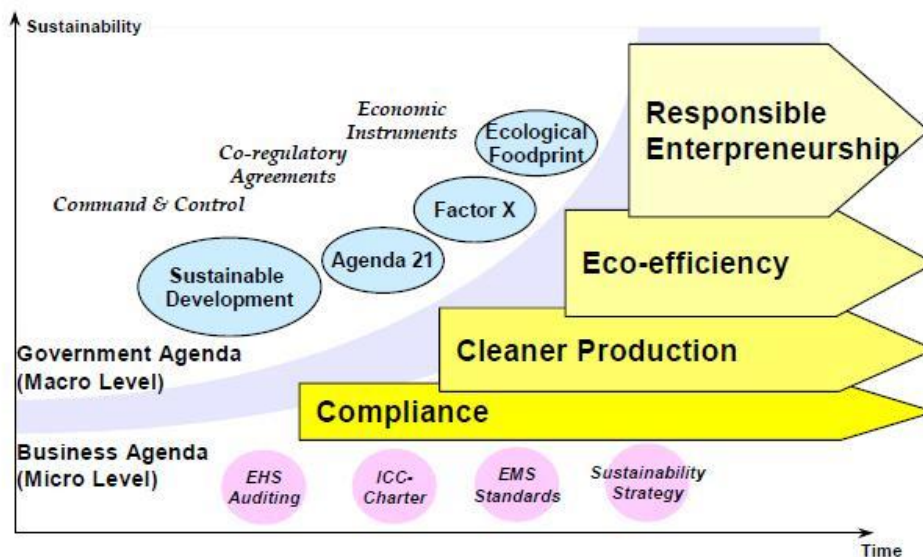 Sustainability
Economic
Instruments
Ecological
Foodprint
Responsible
Enterpreneurship
Co-regulatory
Agreements
Command & Control
Factor X
Agenda 21
Sustainable
Development
Eco-efficiency
Cleaner Production
Government Agenda
(Macro Level)
Compliance
Business Agenda
(Micro Level)
EHS
Auditing
ICC-
Charter
EMS
Standards
Sustainability
Strategy
Time